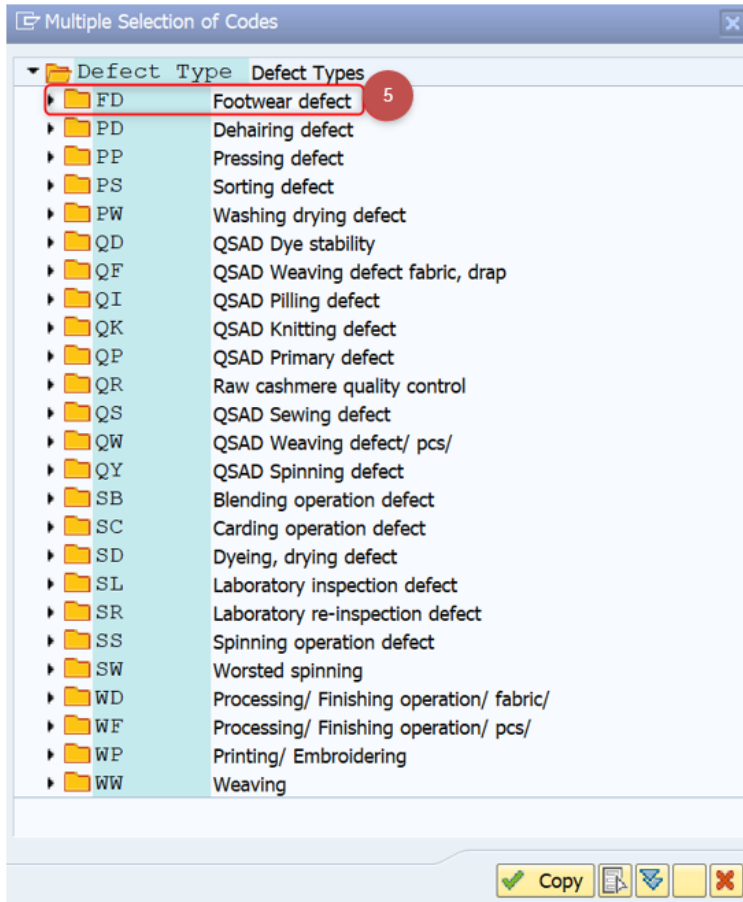 Multiple Selection of Codes
Defect Type Defect Types
FD Footwear defect 5
PD Dehairing defect
PP Pressing defect
PS Sorting defect
PW Washing drying defect
QD QSAD Dye stability
QF QSAD Weaving defect fabric, drap
QI QSAD Pilling defect
QK QSAD Knitting defect
QP QSAD Primary defect
QR Raw cashmere quality control
QS QSAD Sewing defect
QW QSAD Weaving defect/ pcs/
QY QSAD Spinning defect
SB Blending operation defect
SC Carding operation defect
SD Dyeing, drying defect
SL Laboratory inspection defect
SR Laboratory re-inspection defect
SS Spinning operation defect
SW Worsted spinning
WD Processing/ Finishing operation/ fabric/
WF Processing/ Finishing operation/ pcs/
WP Printing/ Embroidering
WW Weaving
Copy